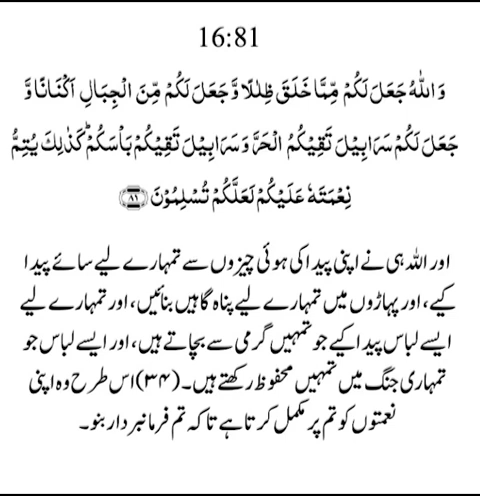 16:81
وَاللّٰهُ جَعَلَ لَكُمْ مِّمَّا خَلَقَ ظِلٰلًا وَّجَعَلَ لَكُمْ مِّنَ الْجِبَالِ اَكْنَانًا وَّ
جَعَلَ لَكُمْ سَرَابِيْلَ تَقِيْكُمُ الْحَرَّ وَسَرَابِيْلَ تَقِيْكُمْ بَاْسَكُمْ ؕ كَذٰلِكَ يُتِمُّ
نِعْمَتَهٗ عَلَيْكُمْ لَعَلَّكُمْ تُسْلِمُوْنَ ﴿۸۱﴾
اور اللہ ہی نے اپنی پیدا کی ہوئی چیزوں سے تمہارے لیے سائے پیدا
کیے، اور پہاڑوں میں تمہارے لیے پناہ گاہیں بنائیں، اور تمہارے لیے
ایسے لباس پیدا کیے جو تمہیں گرمی سے بچاتے ہیں، اور ایسے لباس جو
تمہاری جنگ میں تمہیں محفوظ رکھتے ہیں۔ (۳۴) اس طرح وہ اپنی
نعمتوں کو تم پر مکمل کرتا ہے تاکہ تم فرمانبردار بنو۔